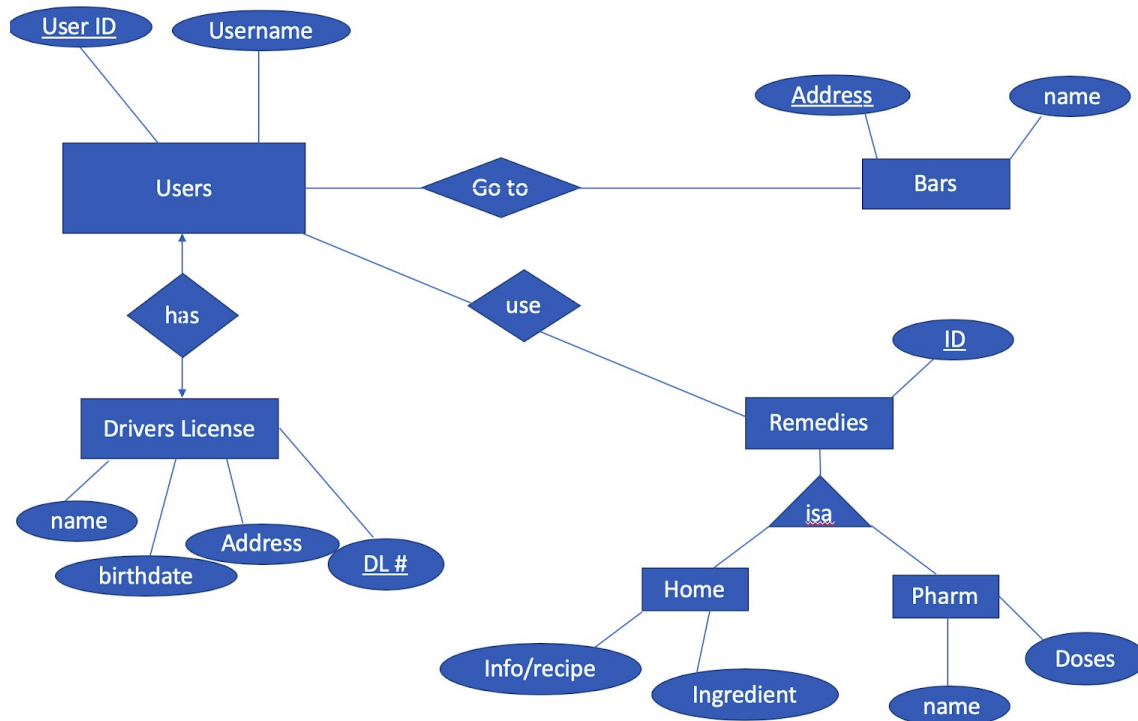 User ID
Username
Address
name
Users
Go to
Bars
has
use
ID
Drivers License
Remedies
name
birthdate
Address
DL #
isa
Home
Pharm
Info/recipe
Ingredient
name
Doses